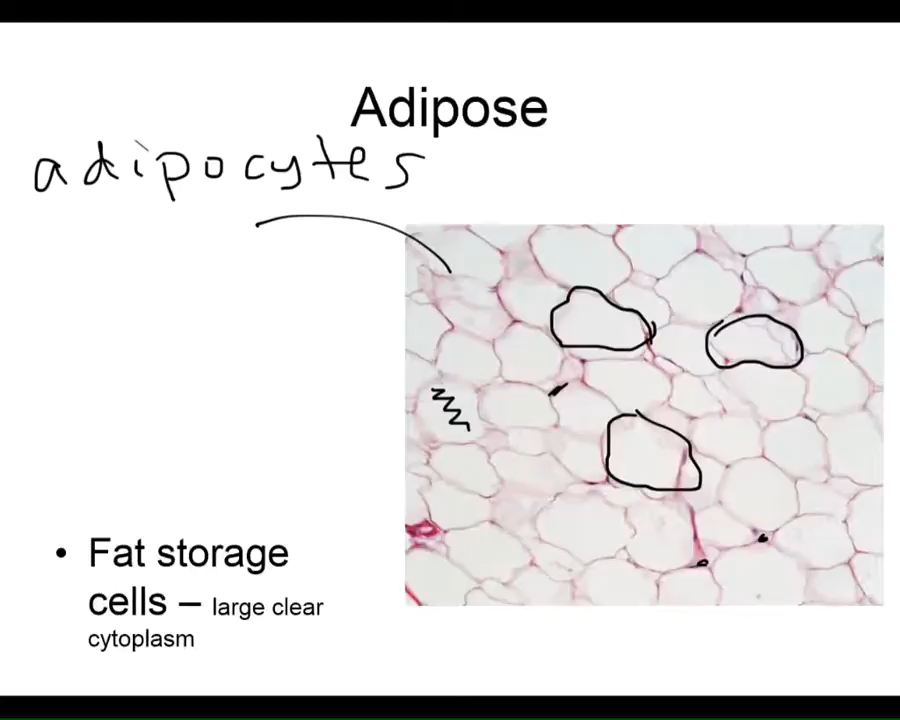 Adipose
adipocytes
• Fat storage
cells – large clear
cytoplasm